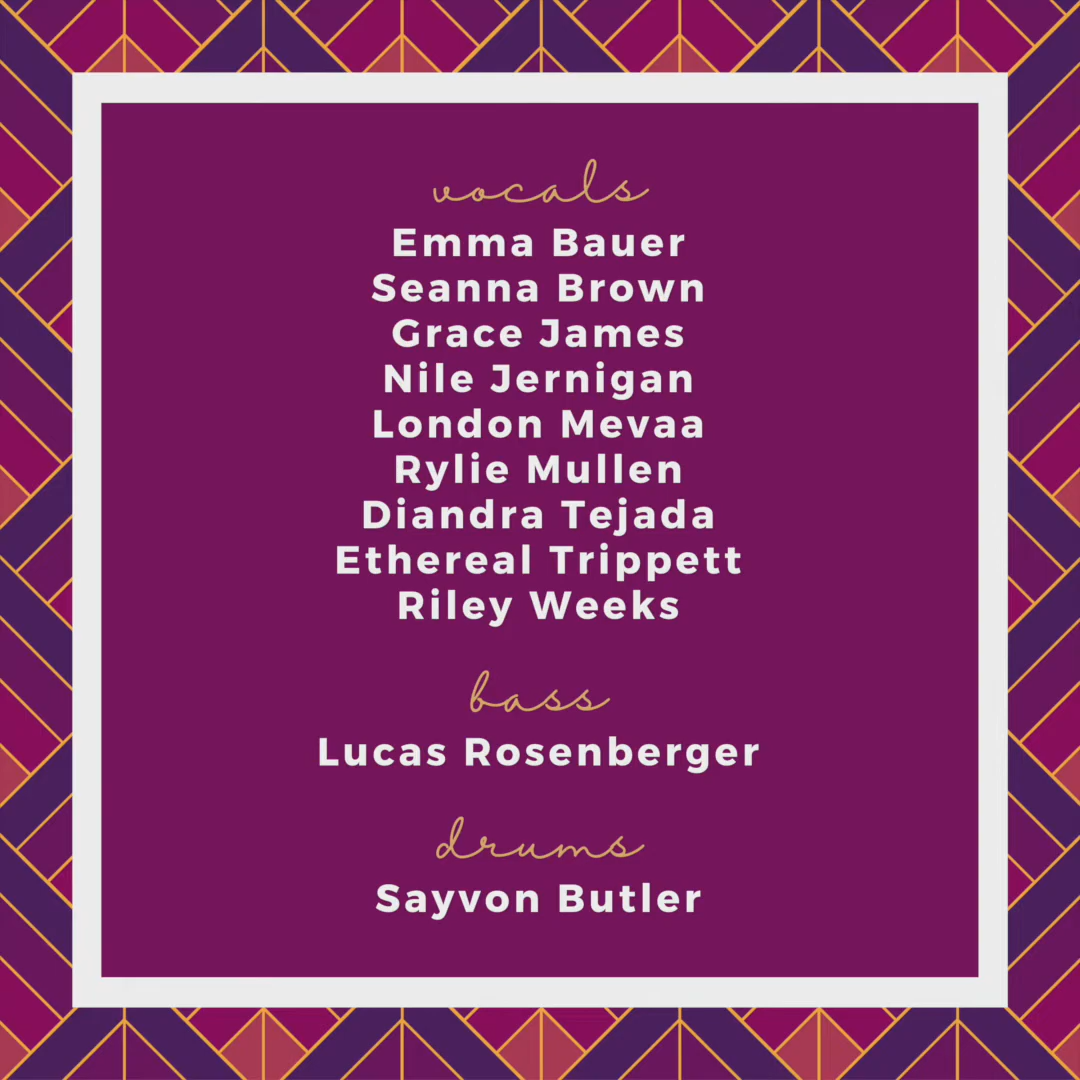 vocals
Emma Bauer
Seanna Brown
Grace James
Nile Jernigan
London Mevaa
Rylie Mullen
Diandra Tejada
Ethereal Trippett
Riley Weeks
bass
Lucas Rosenberger
drums
Sayvon Butler